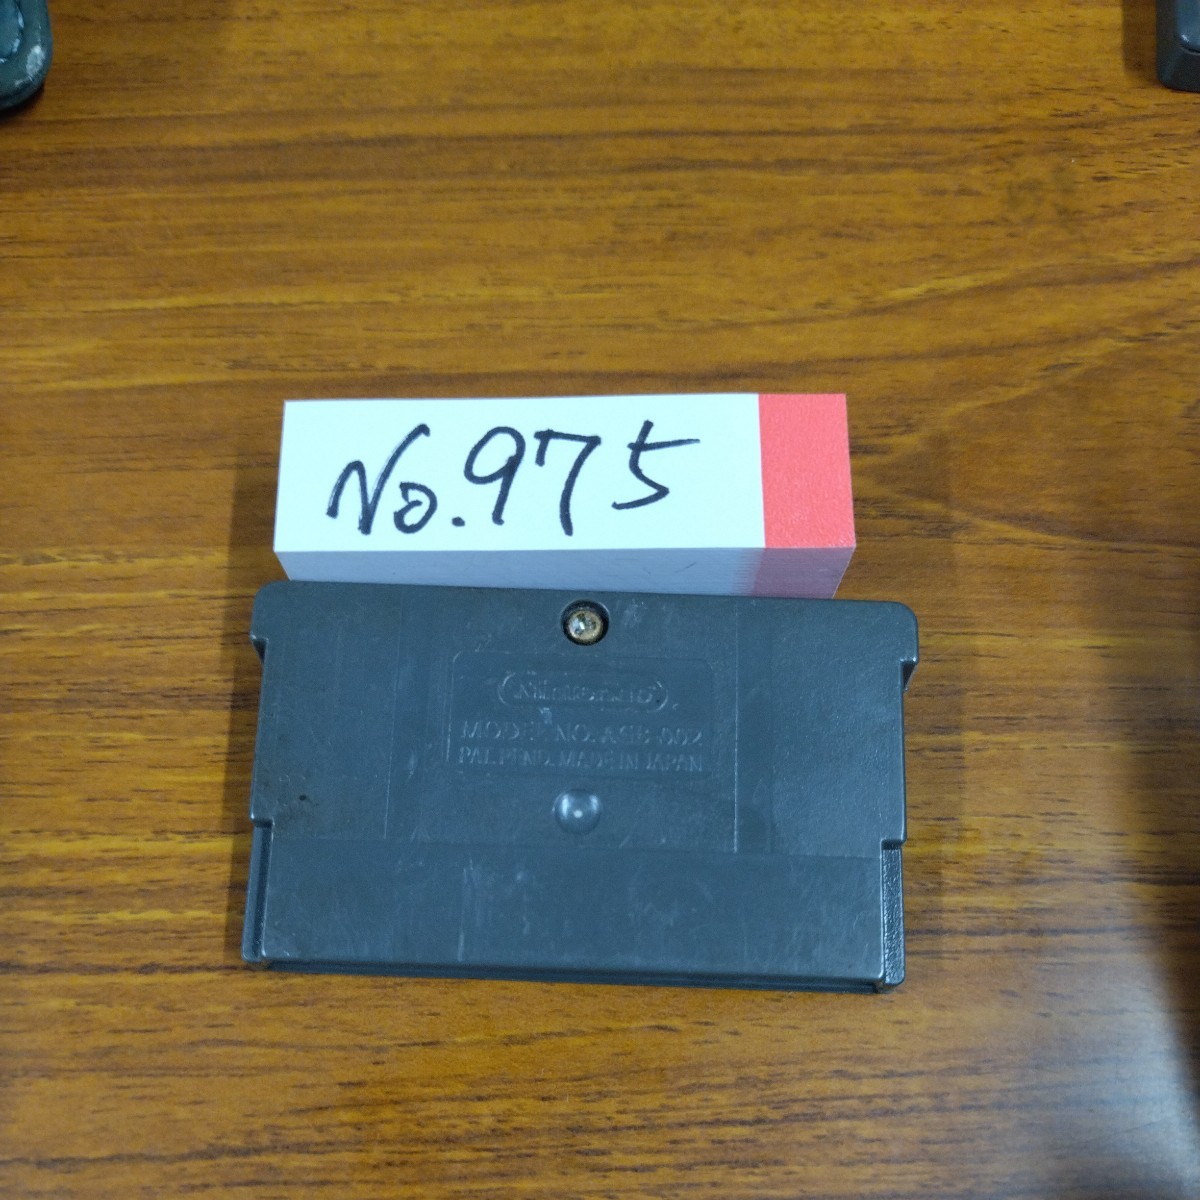 No.975
Nintendo
MODEL NO. AGB-002
PAT. PEND. MADE IN JAPAN